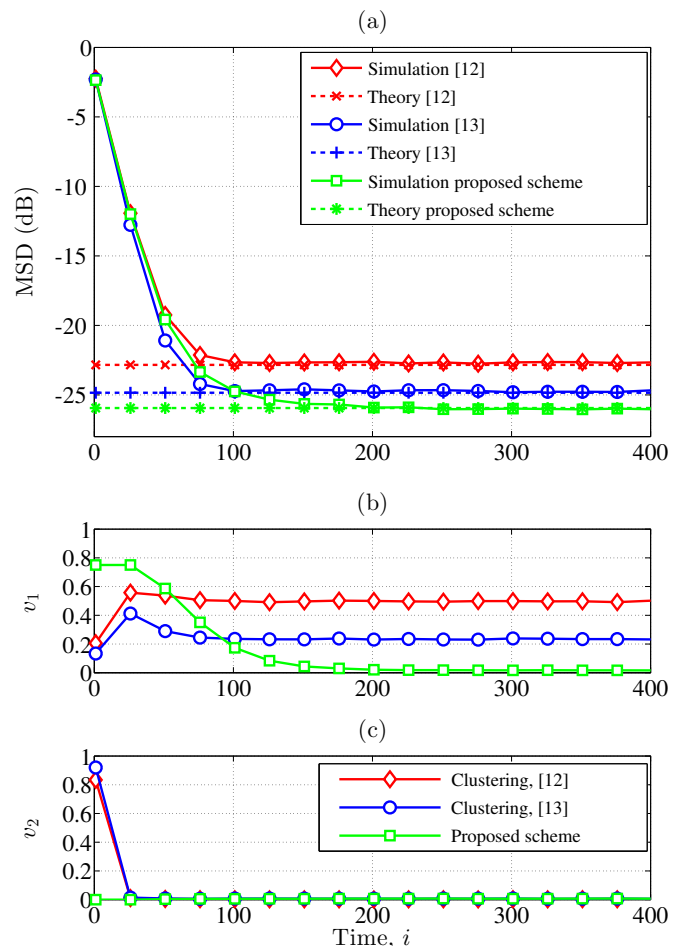 (a)
0
-5
-10
-15
-20
-25
MSD (dB)
Simulation [12]
Theory [12]
Simulation [13]
Theory [13]
Simulation proposed scheme
Theory proposed scheme
0 100 200 300 400
(b)
1
0.8
0.6
0.4
0.2
0
v1
0 100 200 300 400
(c)
1
0.8
0.6
0.4
0.2
0
v2
Clustering, [12]
Clustering, [13]
Proposed scheme
0 100 200 300 400
Time, i